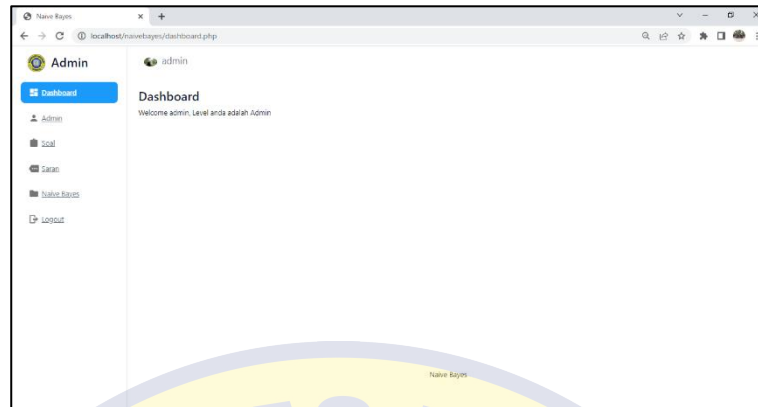 Naive Bayes
localhost/naivebayes/dashboard.php
Admin
admin
Dashboard
Admin
Soal
Saran
Naive Bayes
Logout
Dashboard
Welcome admin, Level anda adalah Admin
Naive Bayes